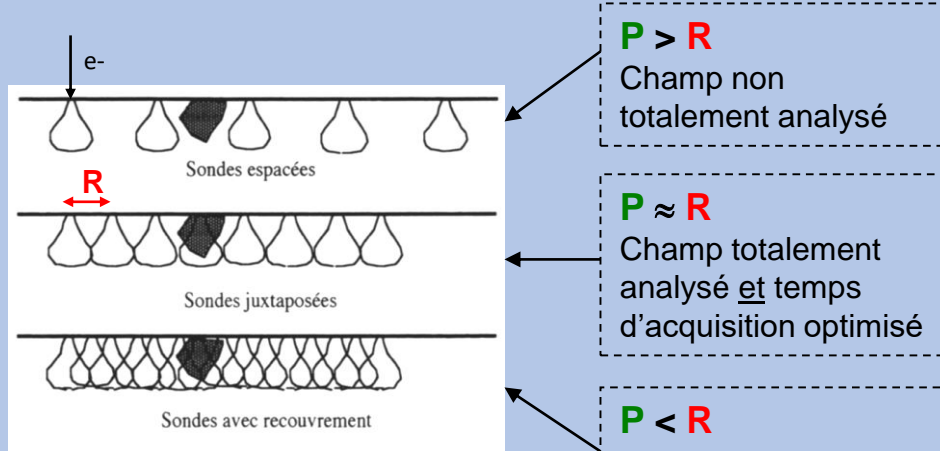 e-
Sondes espacées
R
Sondes juxtaposées
Sondes avec recouvrement
P > R
Champ non
totalement analysé
P ≈ R
Champ totalement
analysé et temps
d'acquisition optimisé
P < R